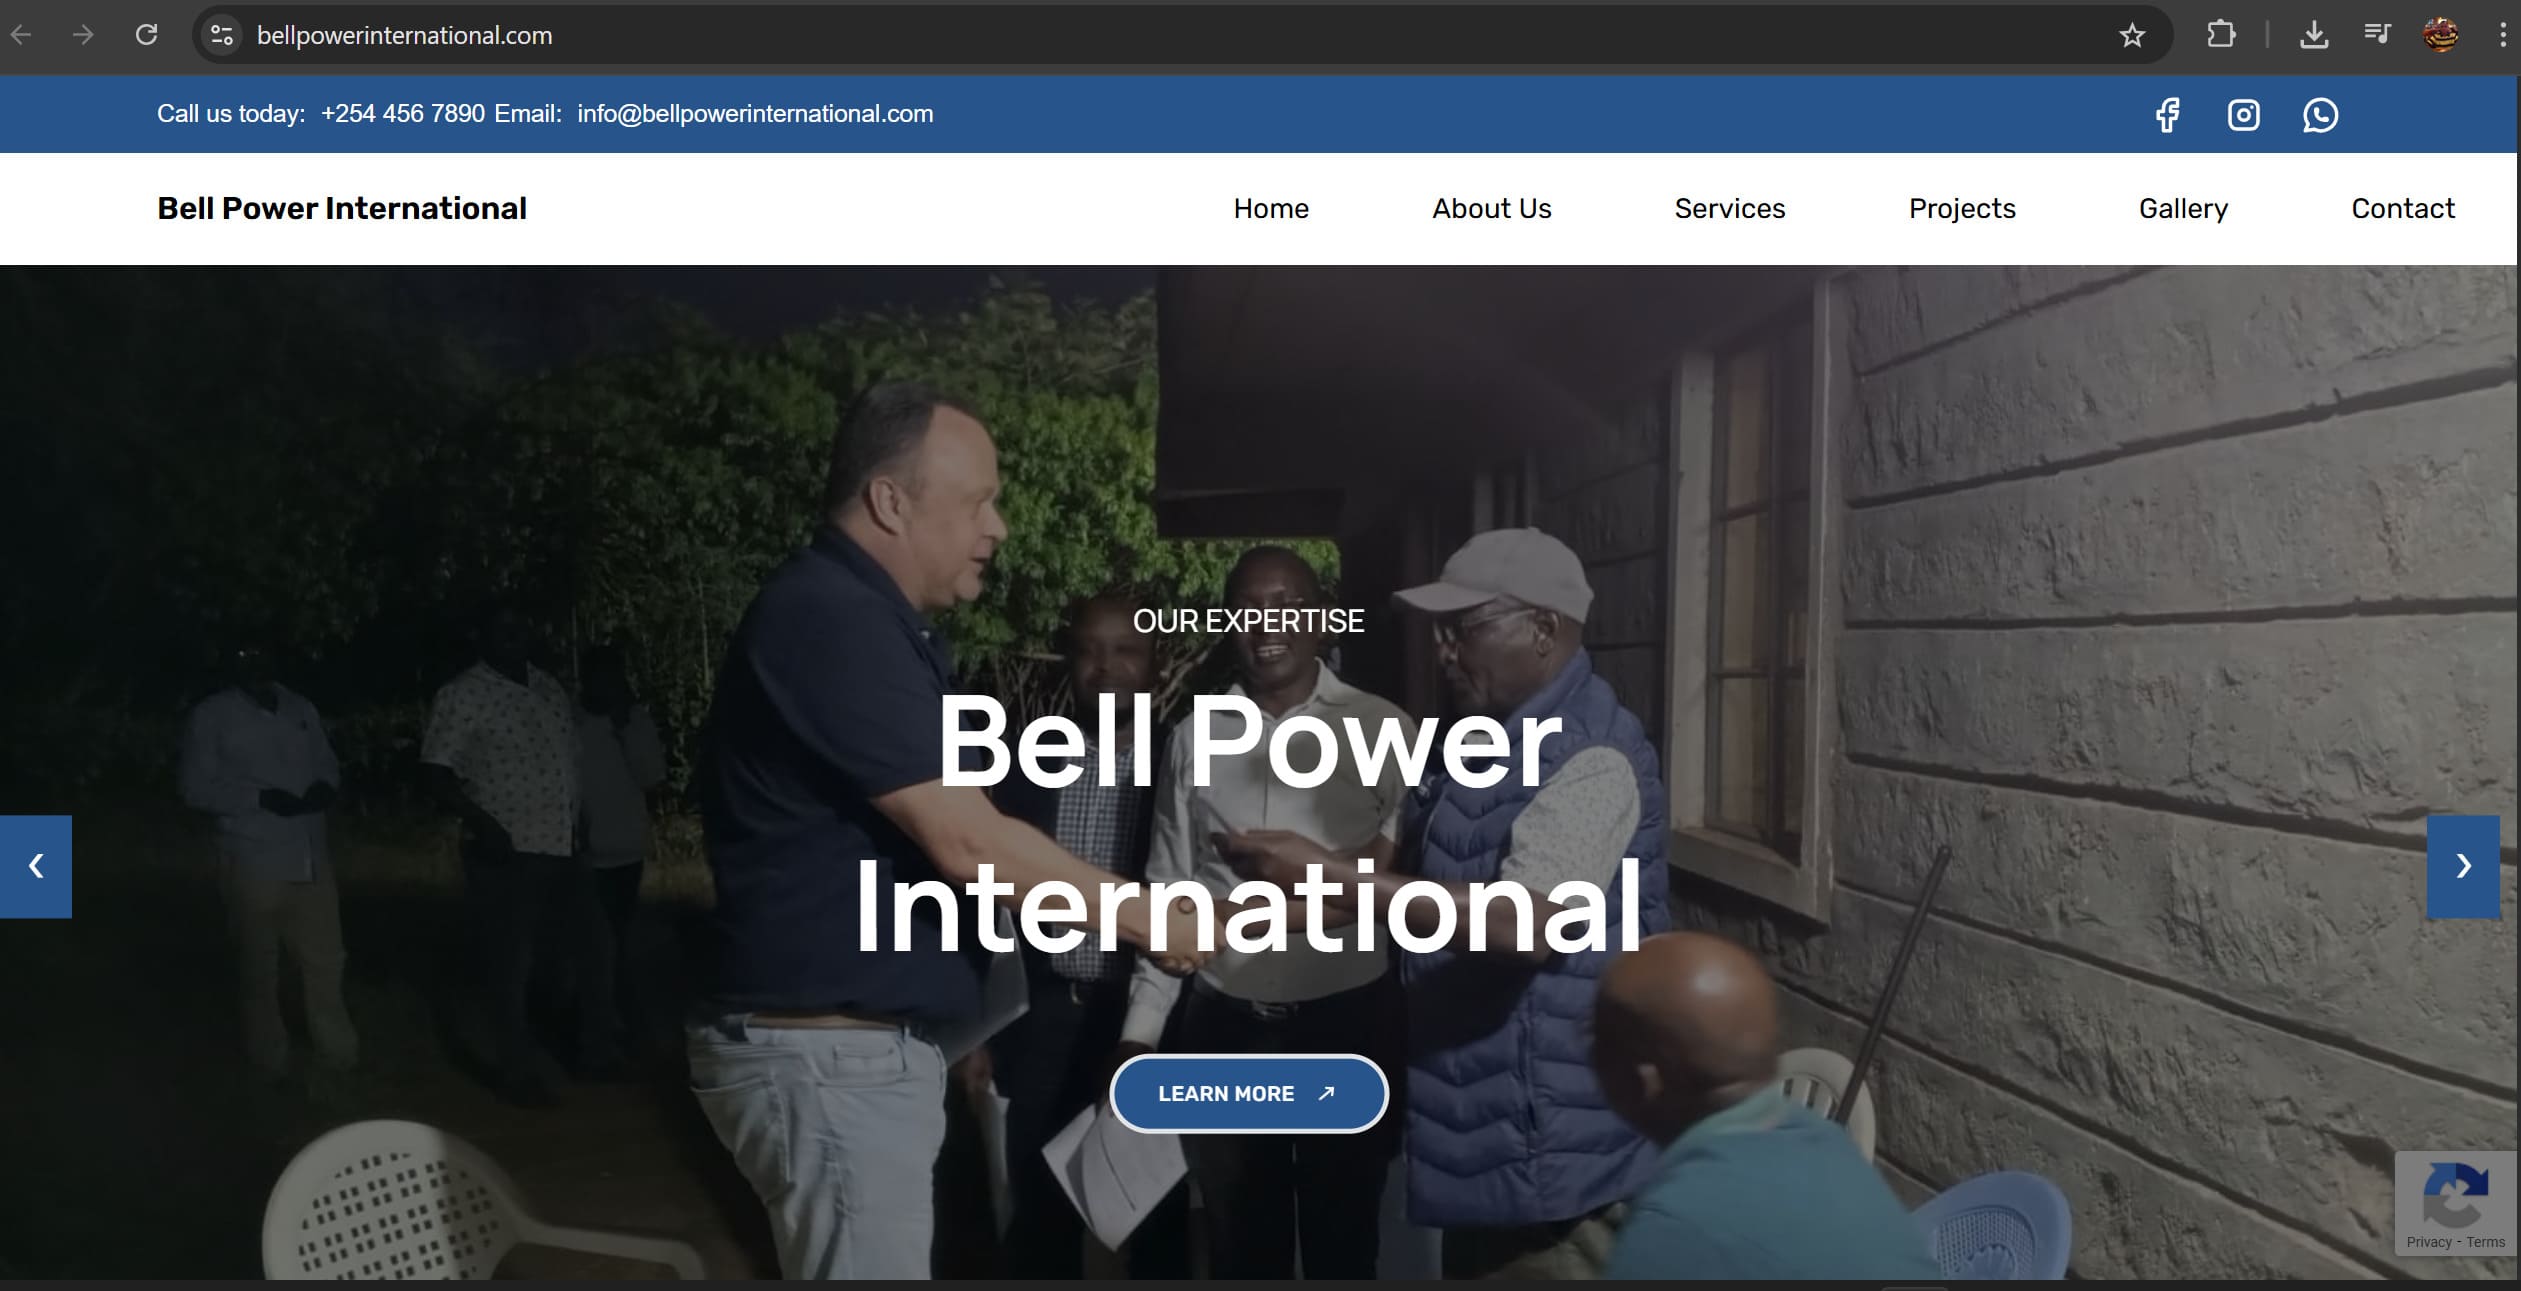 bellpowerinternational.com
Call us today: +254 456 7890 Email: info@bellpowerinternational.com
Bell Power International
Home About Us Services Projects Gallery Contact
OUR EXPERTISE
Bell Power
International
LEARN MORE
Privacy - Terms